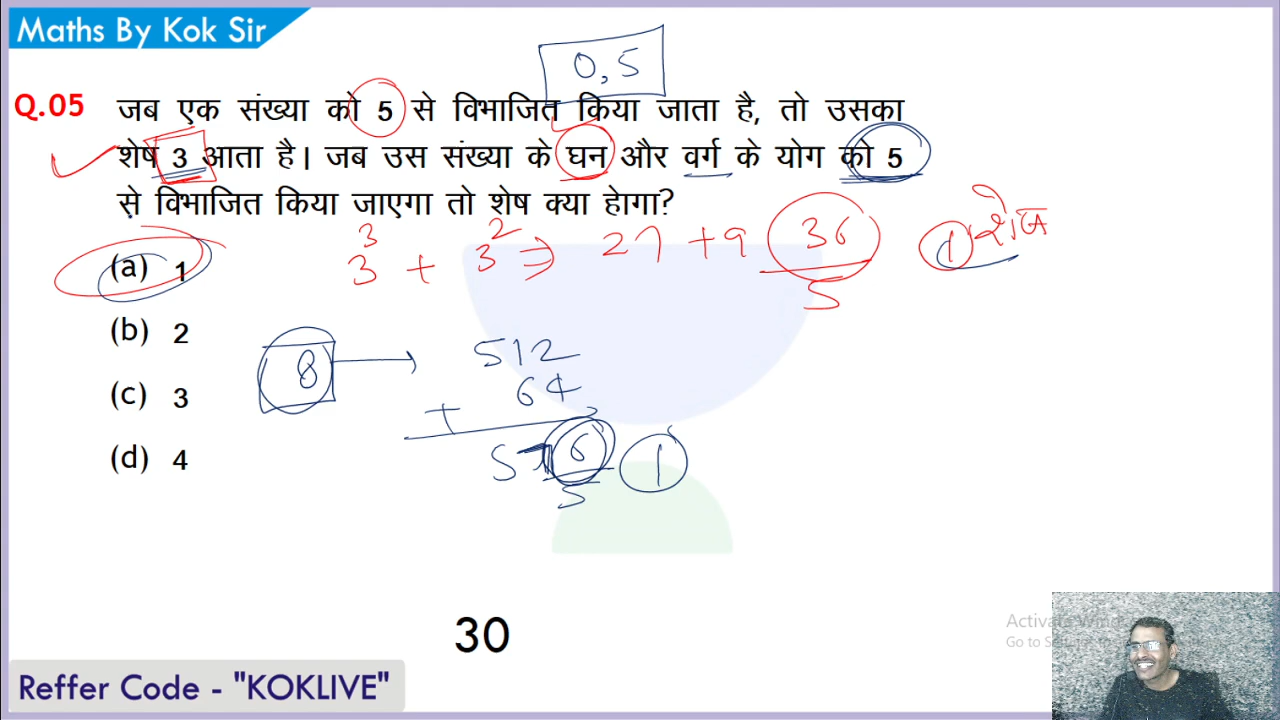 Maths By Kok Sir
0,5
Q.05 जब एक संख्या को 5 से विभाजित किया जाता है, तो उसका
शेष 3 आता है। जब उस संख्या के घन और वर्ग के योग को 5
से विभाजित किया जाएगा तो शेष क्या होगा?
3³ + 3² ⇒ 27 + 9 36 1 शेष
5
(a) 1
(b) 2
8 → 512
64
+
(c) 3
(d) 4
576 1
5
30
Reffer Code - "KOKLIVE"